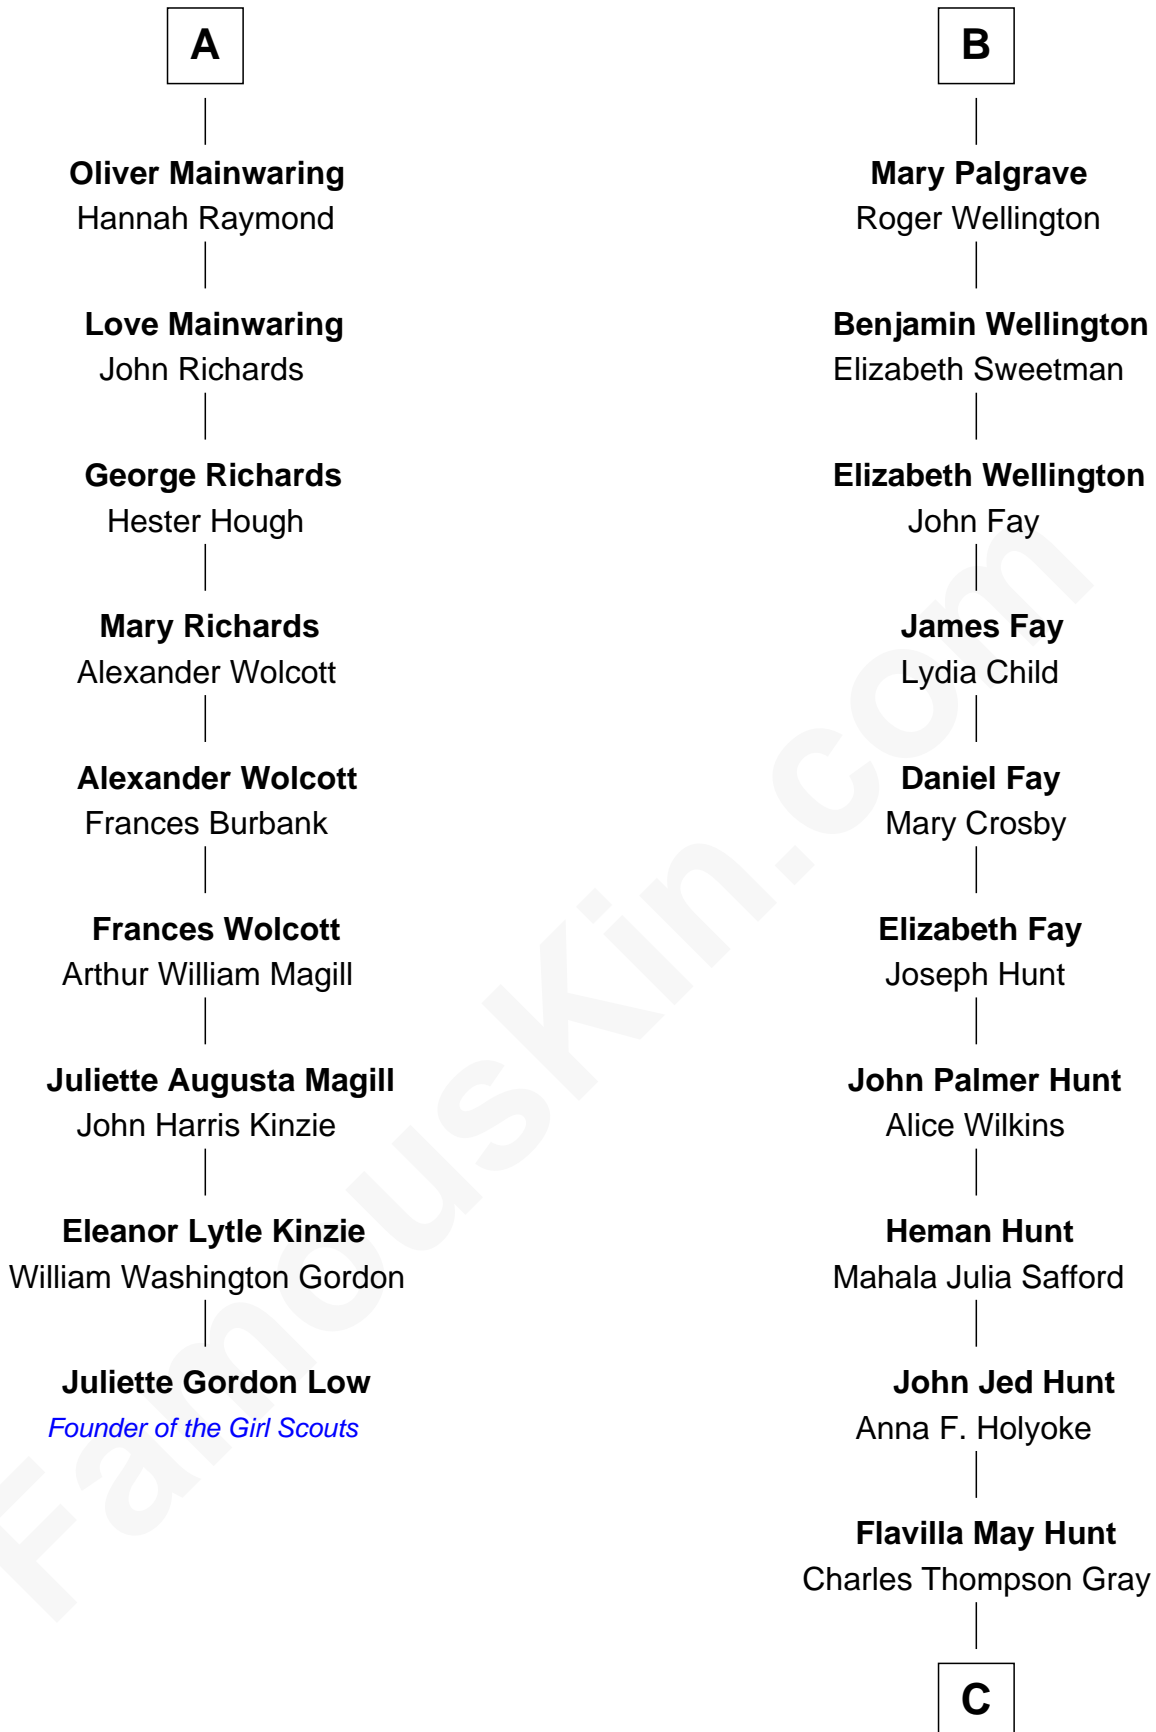 A
Oliver Mainwaring
Hannah Raymond
Love Mainwaring
John Richards
George Richards
Hester Hough
Mary Richards
Alexander Wolcott
Alexander Wolcott
Frances Burbank
Frances Wolcott
Arthur William Magill
Juliette Augusta Magill
John Harris Kinzie
Eleanor Lytle Kinzie
William Washington Gordon
Juliette Gordon Low
Founder of the Girl Scouts
B
Mary Palgrave
Roger Wellington
Benjamin Wellington
Elizabeth Sweetman
Elizabeth Wellington
John Fay
James Fay
Lydia Child
Daniel Fay
Mary Crosby
Elizabeth Fay
Joseph Hunt
John Palmer Hunt
Alice Wilkins
Heman Hunt
Mahala Julia Safford
John Jed Hunt
Anna F. Holyoke
Flavilla May Hunt
Charles Thompson Gray
C
FamousKin.com